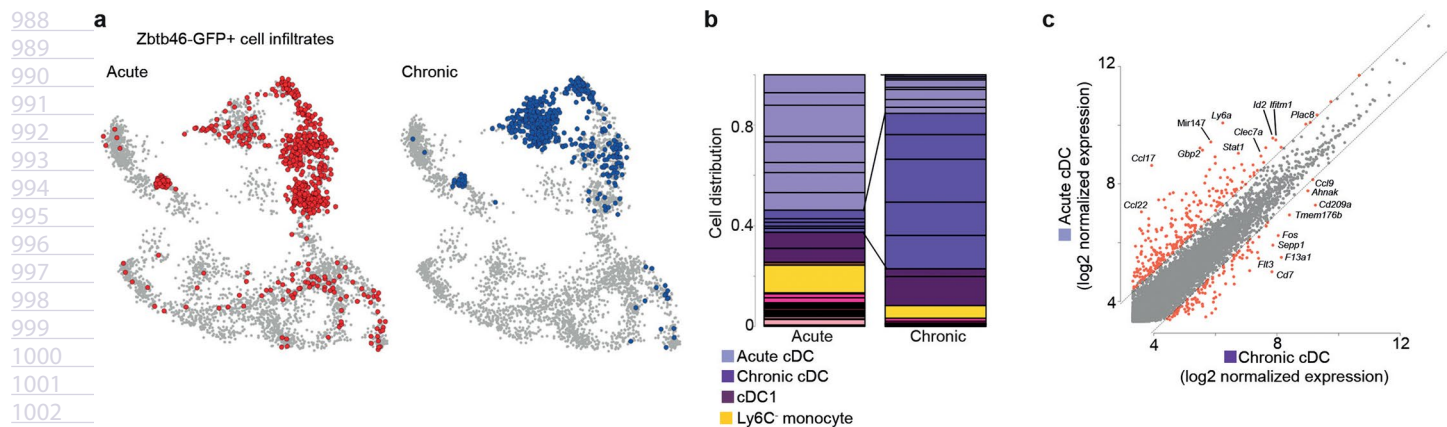 988
989
990
991
992
993
994
995
996
997
998
999
1000
1001
1002
a
Zbtb46-GFP+ cell infiltrates
Acute
Chronic
b
Cell distribution
0.8
0.4
0
Acute
Chronic
Acute cDC
Chronic cDC
cDC1
Ly6C- monocyte
c
Acute cDC
(log2 normalized expression)
12
8
4
Id2 Ifitm1
Plac8
Ly6a
Mir147
Clec7a
Gbp2
Stat1
Ccl17
Ccl22
Ccl9
Ahnak
Cd209a
Tmem176b
Fos
Sepp1
Flt3
F13a1
Cd7
4
8
12
Chronic cDC
(log2 normalized expression)